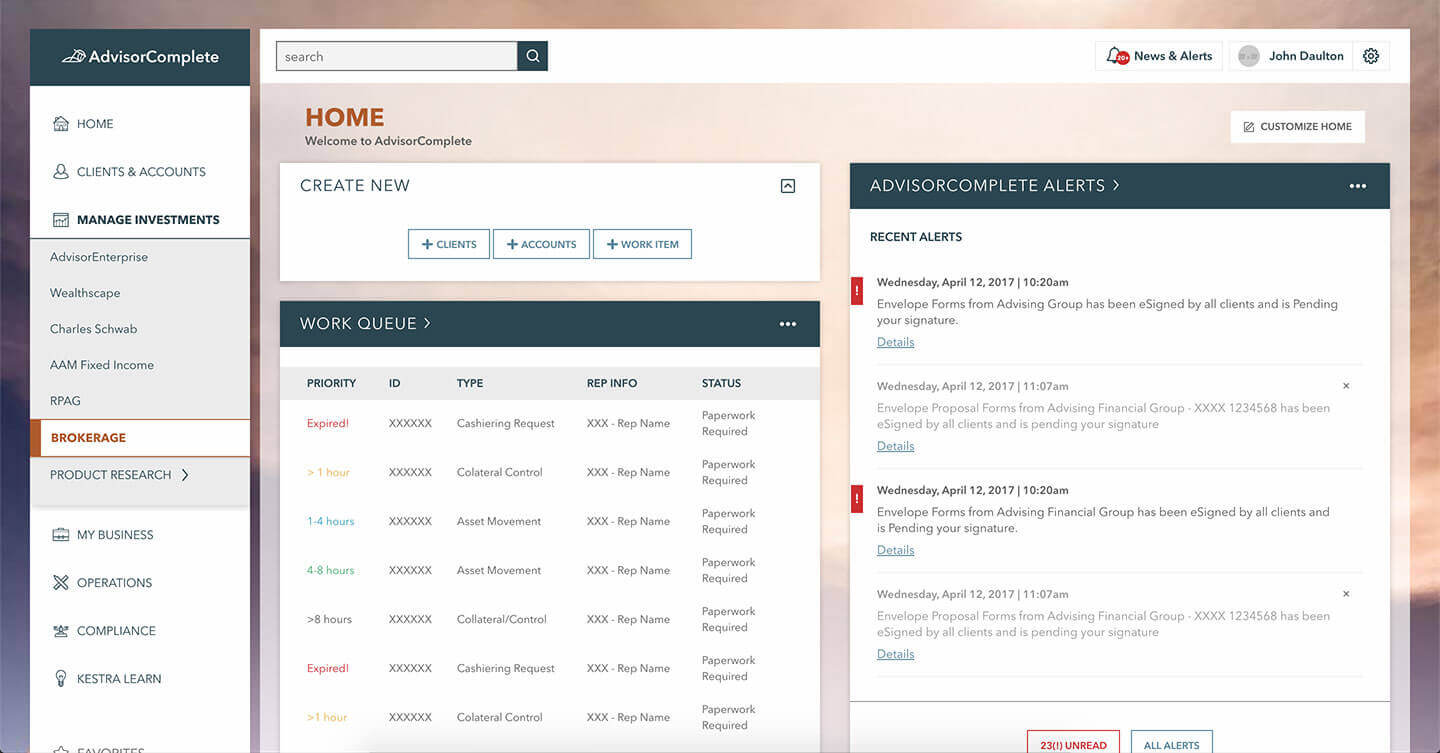 AdvisorComplete
HOME
CLIENTS & ACCOUNTS
MANAGE INVESTMENTS
AdvisorEnterprise
Wealthscape
Charles Schwab
AAM Fixed Income
RPAG
BROKERAGE
PRODUCT RESEARCH
MY BUSINESS
OPERATIONS
COMPLIANCE
KESTRA LEARN
FAVORITES
search
20+
News & Alerts
John Daulton
HOME
Welcome to AdvisorComplete
CUSTOMIZE HOME
CREATE NEW
+ CLIENTS
+ ACCOUNTS
+ WORK ITEM
WORK QUEUE >
PRIORITY ID TYPE REP INFO STATUS
Expired! XXXXXX Cashiering Request XXX - Rep Name Paperwork
Required
> 1 hour XXXXXX Colateral Control XXX - Rep Name Paperwork
Required
1-4 hours XXXXXX Asset Movement XXX - Rep Name Paperwork
Required
4-8 hours XXXXXX Asset Movement XXX - Rep Name Paperwork
Required
>8 hours XXXXXX Collateral/Control XXX - Rep Name Paperwork
Required
Expired! XXXXXX Cashiering Request XXX - Rep Name Paperwork
Required
>1 hour XXXXXX Colateral Control XXX - Rep Name Paperwork
Required
ADVISORCOMPLETE ALERTS >
RECENT ALERTS
! Wednesday, April 12, 2017 | 10:20am
Envelope Forms from Advising Group has been eSigned by all clients and is Pending
your signature.
Details
Wednesday, April 12, 2017 | 11:07am ×
Envelope Proposal Forms from Advising Financial Group - XXXX 1234568 has been
eSigned by all clients and is pending your signature
Details
! Wednesday, April 12, 2017 | 10:20am
Envelope Forms from Advising Financial Group has been eSigned by all clients and
is Pending your signature.
Details
Wednesday, April 12, 2017 | 11:07am ×
Envelope Proposal Forms from Advising Financial Group - XXXX 1234568 has been
eSigned by all clients and is pending your signature
Details
23(!) UNREAD
ALL ALERTS